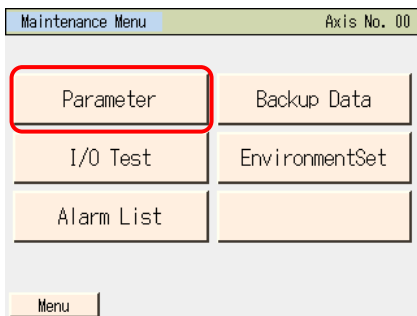 Maintenance Menu Axis No. 00
Parameter Backup Data
I/O Test EnvironmentSet
Alarm List
Menu